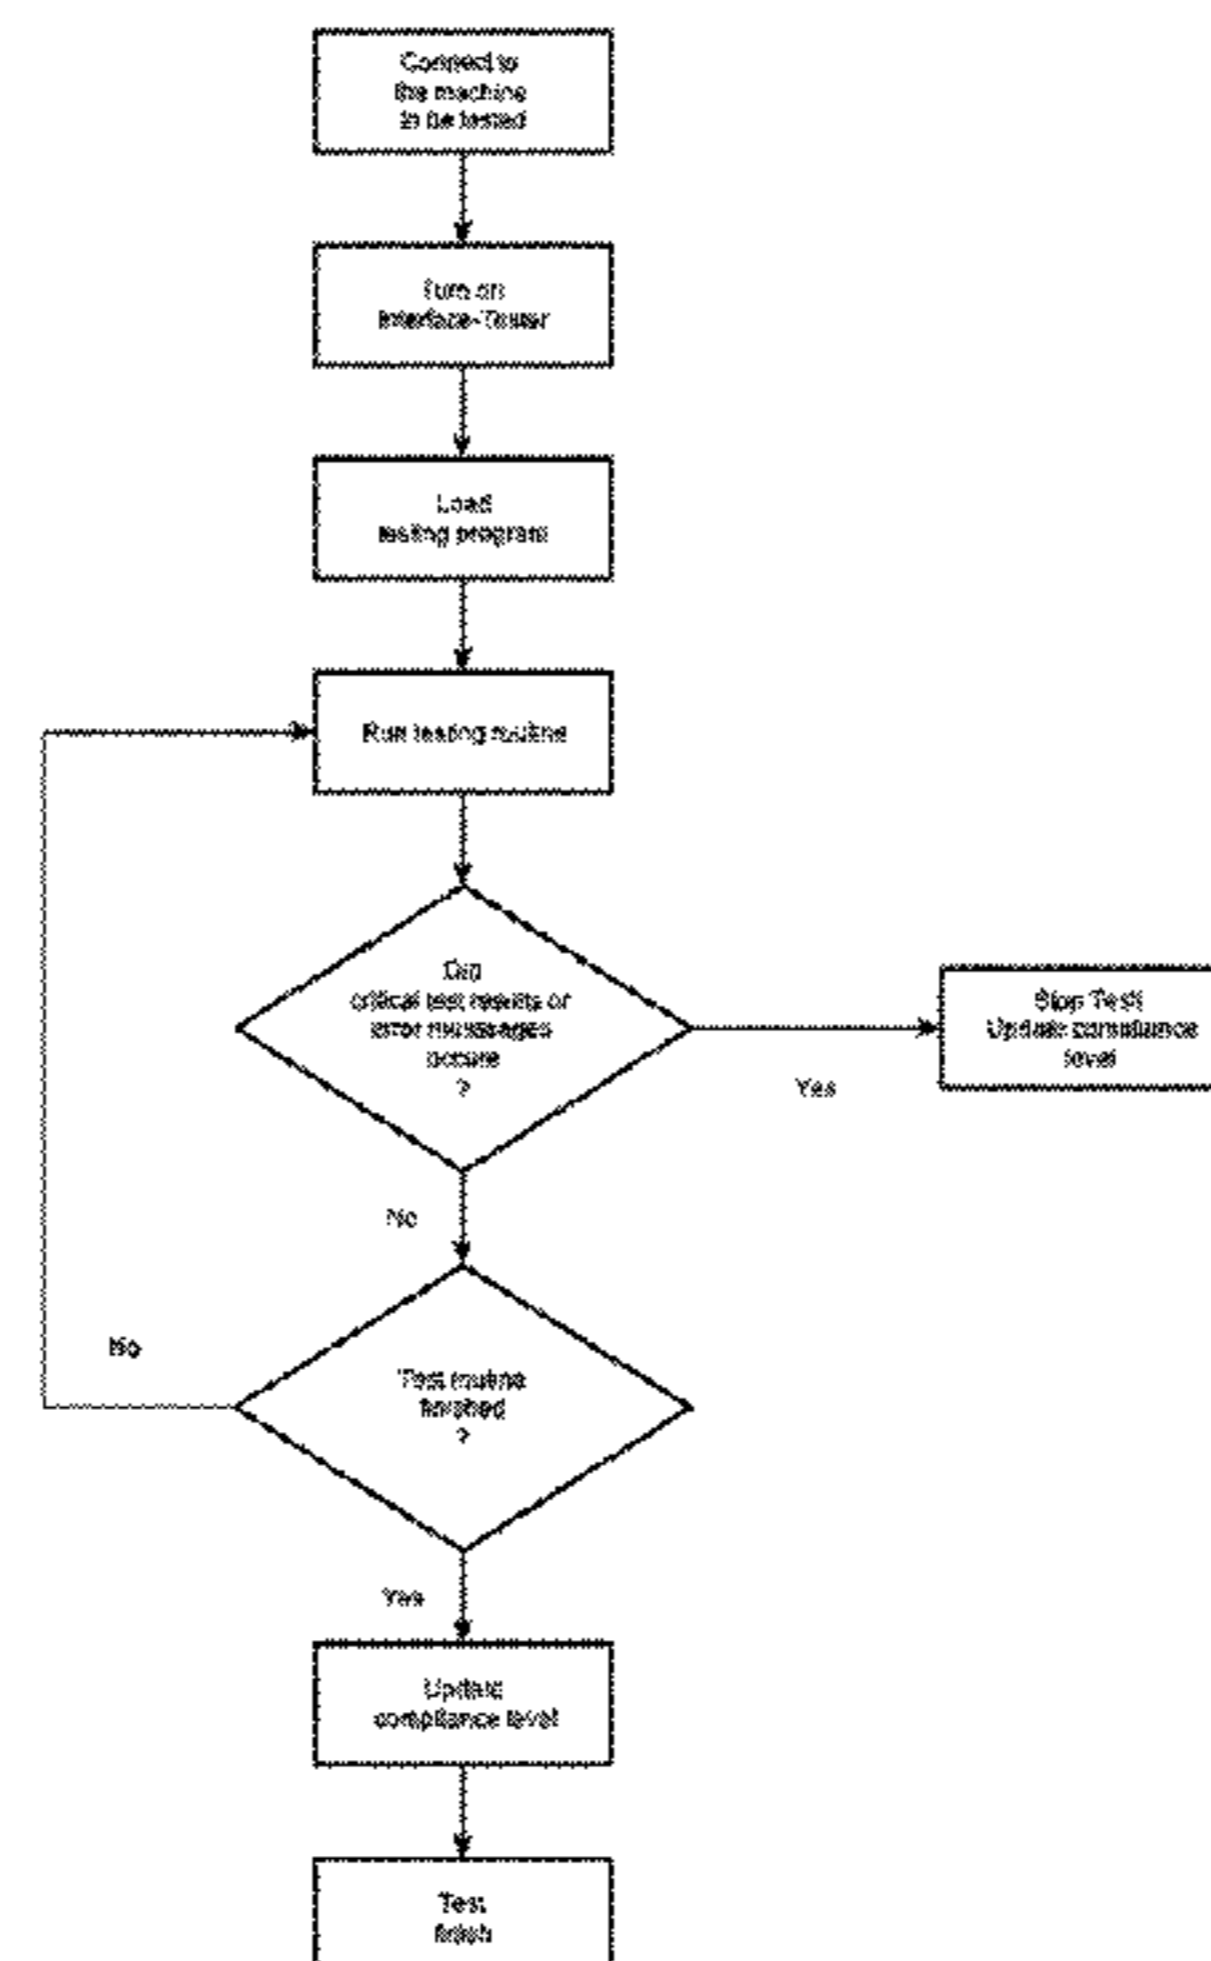 Connect to
the machine
to be tested
Turn on
Interface-Tester
Load
testing program
Run testing routine
Did
critical test results or
error messages
occure
?
Yes
Stop Test!
Update compliance
level
No
No
Test routine
finished
?
Yes
Update
compliance level
Test
finish